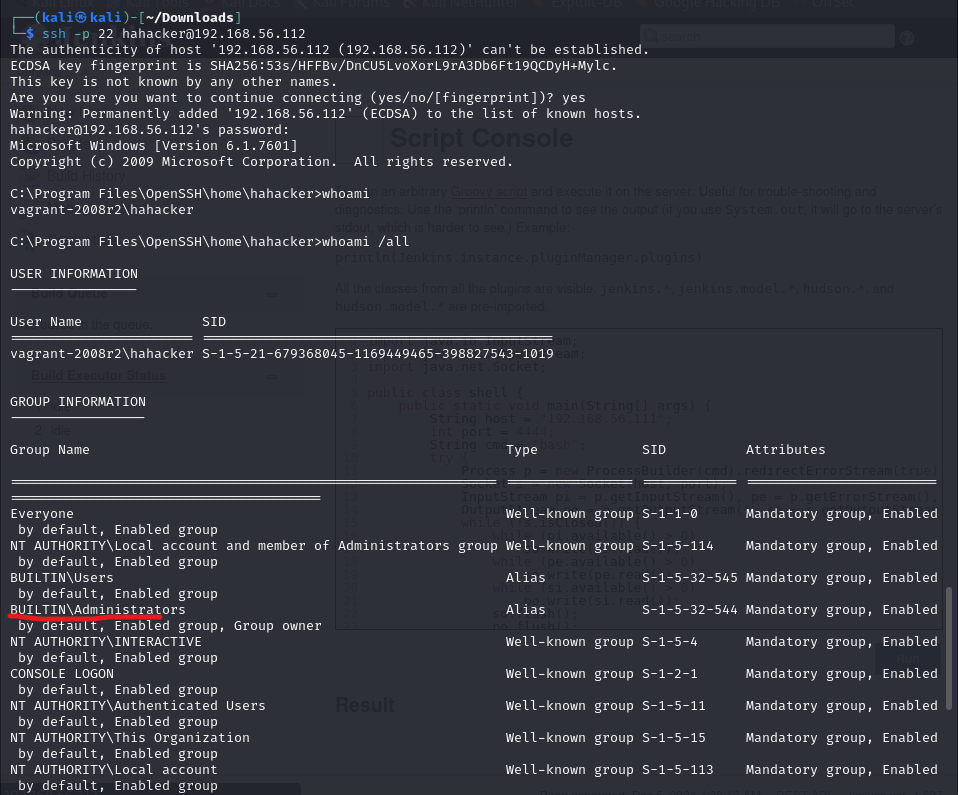 ┌──(kali㉿kali)-[~/Downloads]
└─$ ssh -p 22 hahacker@192.168.56.112
The authenticity of host '192.168.56.112 (192.168.56.112)' can't be established.
ECDSA key fingerprint is SHA256:53s/HFFBv/DnCU5LvoXorL9rA3Db6Ft19QCDyH+Mylc.
This key is not known by any other names.
Are you sure you want to continue connecting (yes/no/[fingerprint])? yes
Warning: Permanently added '192.168.56.112' (ECDSA) to the list of known hosts.
hahacker@192.168.56.112's password:
Microsoft Windows [Version 6.1.7601]
Copyright (c) 2009 Microsoft Corporation.  All rights reserved.
C:\Program Files\OpenSSH\home\hahacker>whoami
vagrant-2008r2\hahacker
C:\Program Files\OpenSSH\home\hahacker>whoami /all
USER INFORMATION
User Name SID
vagrant-2008r2\hahacker S-1-5-21-679368045-1169449465-398827543-1019
GROUP INFORMATION
Group Name Type SID Attributes
Everyone Well-known group S-1-1-0 Mandatory group, Enabled
by default, Enabled group
NT AUTHORITY\Local account and member of Administrators group Well-known group S-1-5-114 Mandatory group, Enabled
by default, Enabled group
BUILTIN\Users Alias S-1-5-32-545 Mandatory group, Enabled
by default, Enabled group
BUILTIN\Administrators Alias S-1-5-32-544 Mandatory group, Enabled
by default, Enabled group, Group owner
NT AUTHORITY\INTERACTIVE Well-known group S-1-5-4 Mandatory group, Enabled
by default, Enabled group
CONSOLE LOGON Well-known group S-1-2-1 Mandatory group, Enabled
by default, Enabled group
NT AUTHORITY\Authenticated Users Well-known group S-1-5-11 Mandatory group, Enabled
by default, Enabled group
NT AUTHORITY\This Organization Well-known group S-1-5-15 Mandatory group, Enabled
by default, Enabled group
NT AUTHORITY\Local account Well-known group S-1-5-113 Mandatory group, Enabled
by default, Enabled group
Script Console
Build History
Build Executor Status
Result